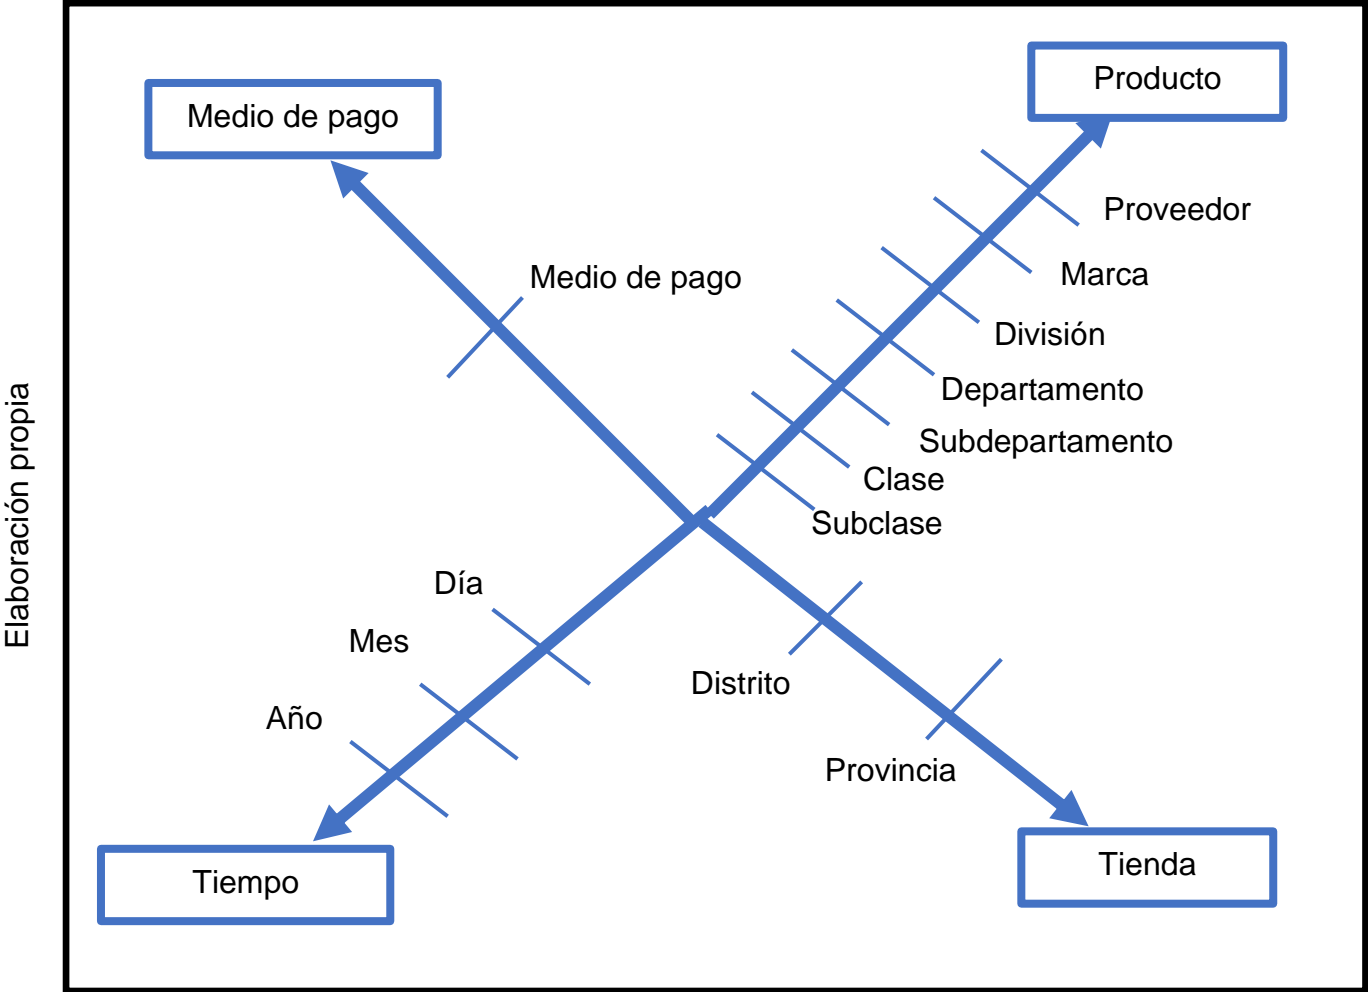 Producto
Medio de pago
Proveedor
Marca
Medio de pago
División
Departamento
Subdepartamento
Clase
Subclase
Día
Mes
Distrito
Año
Provincia
Tienda
Tiempo
Elaboración propia